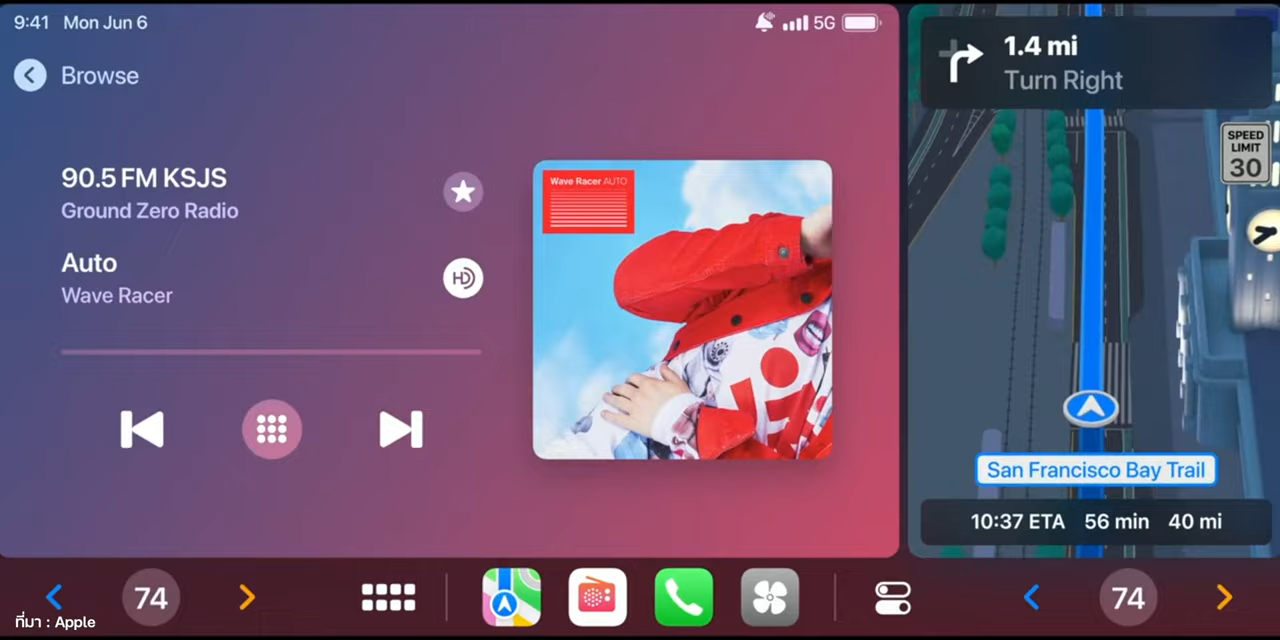 9:41 Mon Jun 6
5G
Browse
90.5 FM KSJS
Ground Zero Radio
Auto
Wave Racer
HD
Wave Racer AUTO
1.4 mi
Turn Right
SPEED
LIMIT
30
San Francisco Bay Trail
10:37 ETA 56 min 40 mi
74
74
ที่มา : Apple